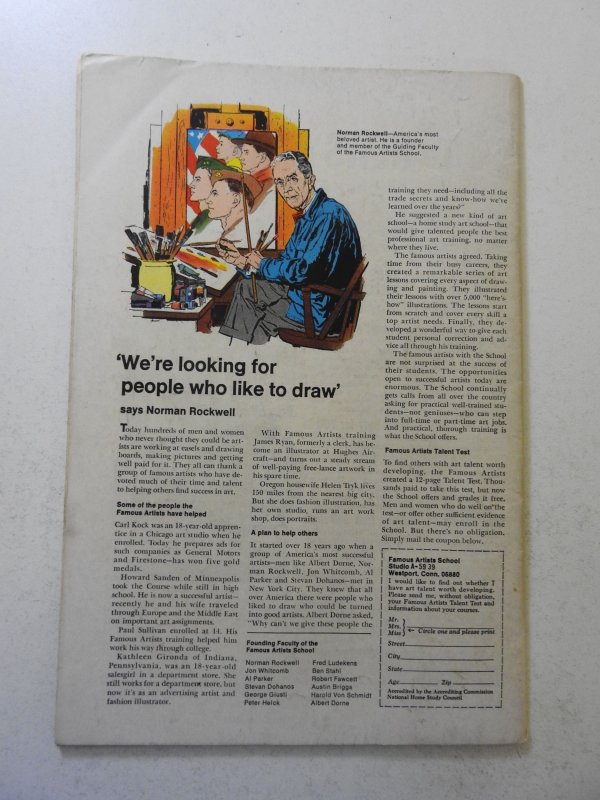 Norman Rockwell—America's most
beloved artist. He is a founder
and member of the Guiding Faculty
of the Famous Artists School.
'We're looking for
people who like to draw'
says Norman Rockwell
Today hundreds of men and women
who never thought they could be art-
ists are working at easels and drawing
boards, making pictures and getting
well paid for it. They all can thank a
group of famous artists who have de-
voted much of their time and talent
to helping others find success in art.
Some of the people the
Famous Artists have helped
Carl Kock was an 18-year-old appren-
tice in a Chicago art studio when he
enrolled. Today he prepares ads for
such companies as General Motors
and Firestone—has won five gold
medals.
Howard Sanden of Minneapolis
took the Course while still in high
school. He is now a successful artist—
recently he and his wife traveled
through Europe and the Middle East
on important art assignments.
Paul Sullivan enrolled at 14. His
Famous Artists training helped him
work his way through college.
Kathleen Gironda of Indiana,
Pennsylvania, was an 18-year-old
salesgirl in a department store. She
still works for a department store, but
now it's as an advertising artist and
fashion illustrator.
With Famous Artists training
James Ryan, formerly a clerk, has be-
come an illustrator at Hughes Air-
craft—and turns out a steady stream
of well-paying free-lance artwork in
his spare time.
Oregon housewife Helen Tryk lives
150 miles from the nearest big city.
But she does fashion illustration, has
her own studio, runs an art work
shop, does portraits.
A plan to help others
It started over 18 years ago when a
group of America's most successful
artists—men like Albert Dorne, Nor-
man Rockwell, Jon Whitcomb, Al
Parker and Stevan Dohanos—met in
New York City. They knew that all
over America there were people who
liked to draw who could be turned
into good artists. Albert Dorne asked,
"Why can't we give these people the
Founding Faculty of the
Famous Artists School
Norman Rockwell
Jon Whitcomb
Al Parker
Stevan Dohanos
George Giusti
Peter Helck
Fred Ludekens
Ben Stahl
Robert Fawcett
Austin Briggs
Harold Von Schmidt
Albert Dorne
training they need—including all the
trade secrets and know-how we're
learned over the years?"
He suggested a new kind of art
school—a home study art school—that
would give talented people the best
professional art training, no matter
where they live.
The famous artists agreed. Taking
time from their busy careers, they
created a remarkable series of art
lessons covering every aspect of draw-
ing and painting. They illustrated
their lessons with over 5,000 "here's-
how" illustrations. The lessons start
from scratch and cover every skill a
top artist needs. Finally, they de-
veloped a wonderful way to give each
student personal correction and ad-
vice all through his training.
The famous artists with the School
are not surprised at the success of
their students. The opportunities
open to successful artists today are
enormous. The School continually
gets calls from all over the country
asking for practical well-trained stu-
dents—not geniuses—who can step
into full-time or part-time art jobs.
And practical, thorough training is
what the School offers.
Famous Artists Talent Test
To find others with art talent worth
developing, the Famous Artists
created a 12-page Talent Test. Thou-
sands paid to take this test, but now
the School offers and grades it free.
Men and women who do well on the
test—or offer other sufficient evidence
of art talent—may enroll in the
School. But there's no obligation.
Simply mail the coupon below.
Famous Artists School
Studio A-5939
Westport, Conn. 06880
I would like to find out whether I
have art talent worth developing.
Please send me, without obligation,
your Famous Artists Talent Test and
information about your courses.
Mr.
Mrs.
Miss
Circle one and please print
Street
City
State
Age Zip
Accredited by the Accrediting Commission
National Home Study Council